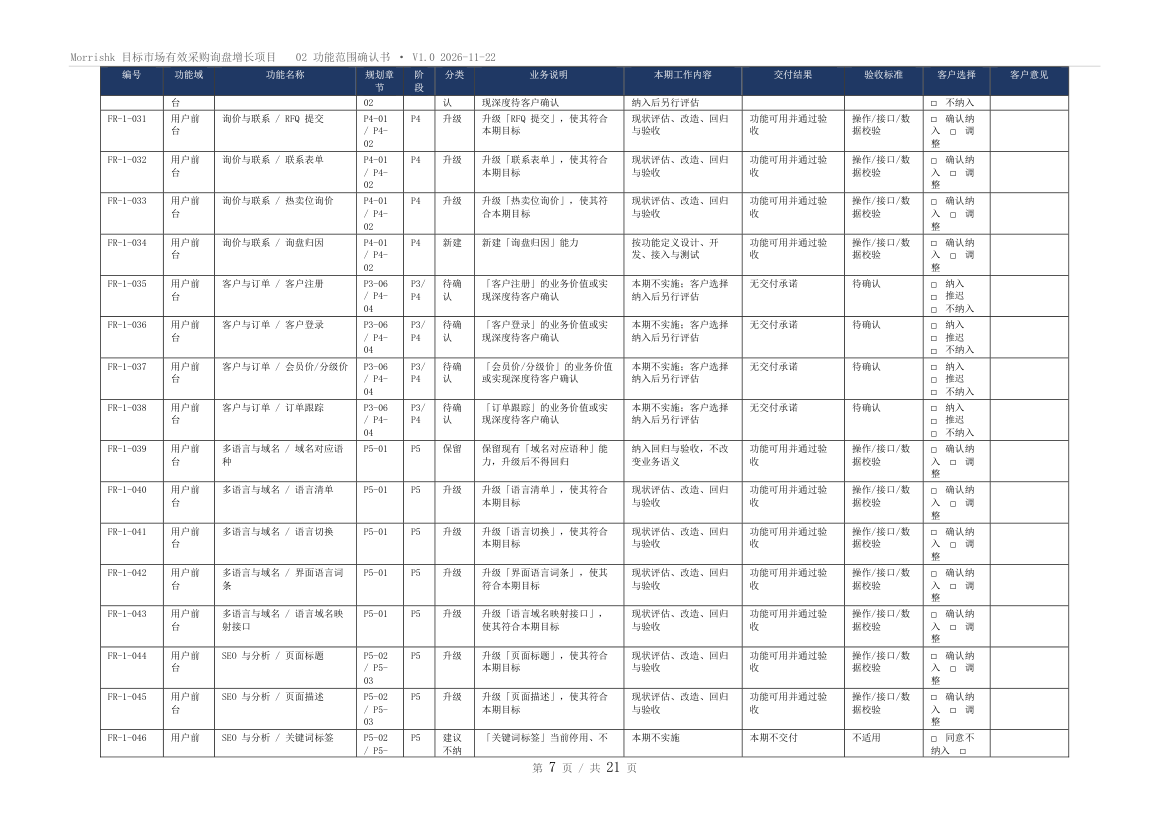 Morrishk 目标市场有效采购询盘增长项目 02 功能范围确认书 • V1.0 2026-11-22
编号 功能域 功能名称 规划章节 阶段 分类 业务说明 本期工作内容 交付结果 验收标准 客户选择 客户意见
台 02 认 现深度待客户确认 纳入后另行评估 □ 不纳入
FR-1-031 用户前台 询价与联系 / RFQ 提交 P4-01 / P4-02 P4 升级 升级「RFQ 提交」，使其符合本期目标 现状评估、改造、回归与验收 功能可用并通过验收 操作/接口/数据校验 □ 确认纳入 □ 调整
FR-1-032 用户前台 询价与联系 / 联系表单 P4-01 / P4-02 P4 升级 升级「联系表单」，使其符合本期目标 现状评估、改造、回归与验收 功能可用并通过验收 操作/接口/数据校验 □ 确认纳入 □ 调整
FR-1-033 用户前台 询价与联系 / 热卖位询价 P4-01 / P4-02 P4 升级 升级「热卖位询价」，使其符合本期目标 现状评估、改造、回归与验收 功能可用并通过验收 操作/接口/数据校验 □ 确认纳入 □ 调整
FR-1-034 用户前台 询价与联系 / 询盘归因 P4-01 / P4-02 P4 新建 新建「询盘归因」能力 按功能定义设计、开发、接入与测试 功能可用并通过验收 操作/接口/数据校验 □ 确认纳入 □ 调整
FR-1-035 用户前台 客户与订单 / 客户注册 P3-06 / P4-04 P3/P4 待确认 「客户注册」的业务价值或实现深度待客户确认 本期不实施；客户选择纳入后另行评估 无交付承诺 待确认 □ 纳入 □ 推迟 □ 不纳入
FR-1-036 用户前台 客户与订单 / 客户登录 P3-06 / P4-04 P3/P4 待确认 「客户登录」的业务价值或实现深度待客户确认 本期不实施；客户选择纳入后另行评估 无交付承诺 待确认 □ 纳入 □ 推迟 □ 不纳入
FR-1-037 用户前台 客户与订单 / 会员价/分级价 P3-06 / P4-04 P3/P4 待确认 「会员价/分级价」的业务价值或实现深度待客户确认 本期不实施；客户选择纳入后另行评估 无交付承诺 待确认 □ 纳入 □ 推迟 □ 不纳入
FR-1-038 用户前台 客户与订单 / 订单跟踪 P3-06 / P4-04 P3/P4 待确认 「订单跟踪」的业务价值或实现深度待客户确认 本期不实施；客户选择纳入后另行评估 无交付承诺 待确认 □ 纳入 □ 推迟 □ 不纳入
FR-1-039 用户前台 多语言与域名 / 域名对应语种 P5-01 P5 保留 保留现有「域名对应语种」能力，升级后不得回归 纳入回归与验收，不改变业务语义 功能可用并通过验收 操作/接口/数据校验 □ 确认纳入 □ 调整
FR-1-040 用户前台 多语言与域名 / 语言清单 P5-01 P5 升级 升级「语言清单」，使其符合本期目标 现状评估、改造、回归与验收 功能可用并通过验收 操作/接口/数据校验 □ 确认纳入 □ 调整
FR-1-041 用户前台 多语言与域名 / 语言切换 P5-01 P5 升级 升级「语言切换」，使其符合本期目标 现状评估、改造、回归与验收 功能可用并通过验收 操作/接口/数据校验 □ 确认纳入 □ 调整
FR-1-042 用户前台 多语言与域名 / 界面语言词条 P5-01 P5 升级 升级「界面语言词条」，使其符合本期目标 现状评估、改造、回归与验收 功能可用并通过验收 操作/接口/数据校验 □ 确认纳入 □ 调整
FR-1-043 用户前台 多语言与域名 / 语言域名映射接口 P5-01 P5 升级 升级「语言域名映射接口」，使其符合本期目标 现状评估、改造、回归与验收 功能可用并通过验收 操作/接口/数据校验 □ 确认纳入 □ 调整
FR-1-044 用户前台 SEO 与分析 / 页面标题 P5-02 / P5-03 P5 升级 升级「页面标题」，使其符合本期目标 现状评估、改造、回归与验收 功能可用并通过验收 操作/接口/数据校验 □ 确认纳入 □ 调整
FR-1-045 用户前台 SEO 与分析 / 页面描述 P5-02 / P5-03 P5 升级 升级「页面描述」，使其符合本期目标 现状评估、改造、回归与验收 功能可用并通过验收 操作/接口/数据校验 □ 确认纳入 □ 调整
FR-1-046 用户前 SEO 与分析 / 关键词标签 P5-02 / P5- P5 建议不纳 「关键词标签」当前停用、不 本期不实施 本期不交付 不适用 □ 同意不纳入 □
第 7 页 / 共 21 页